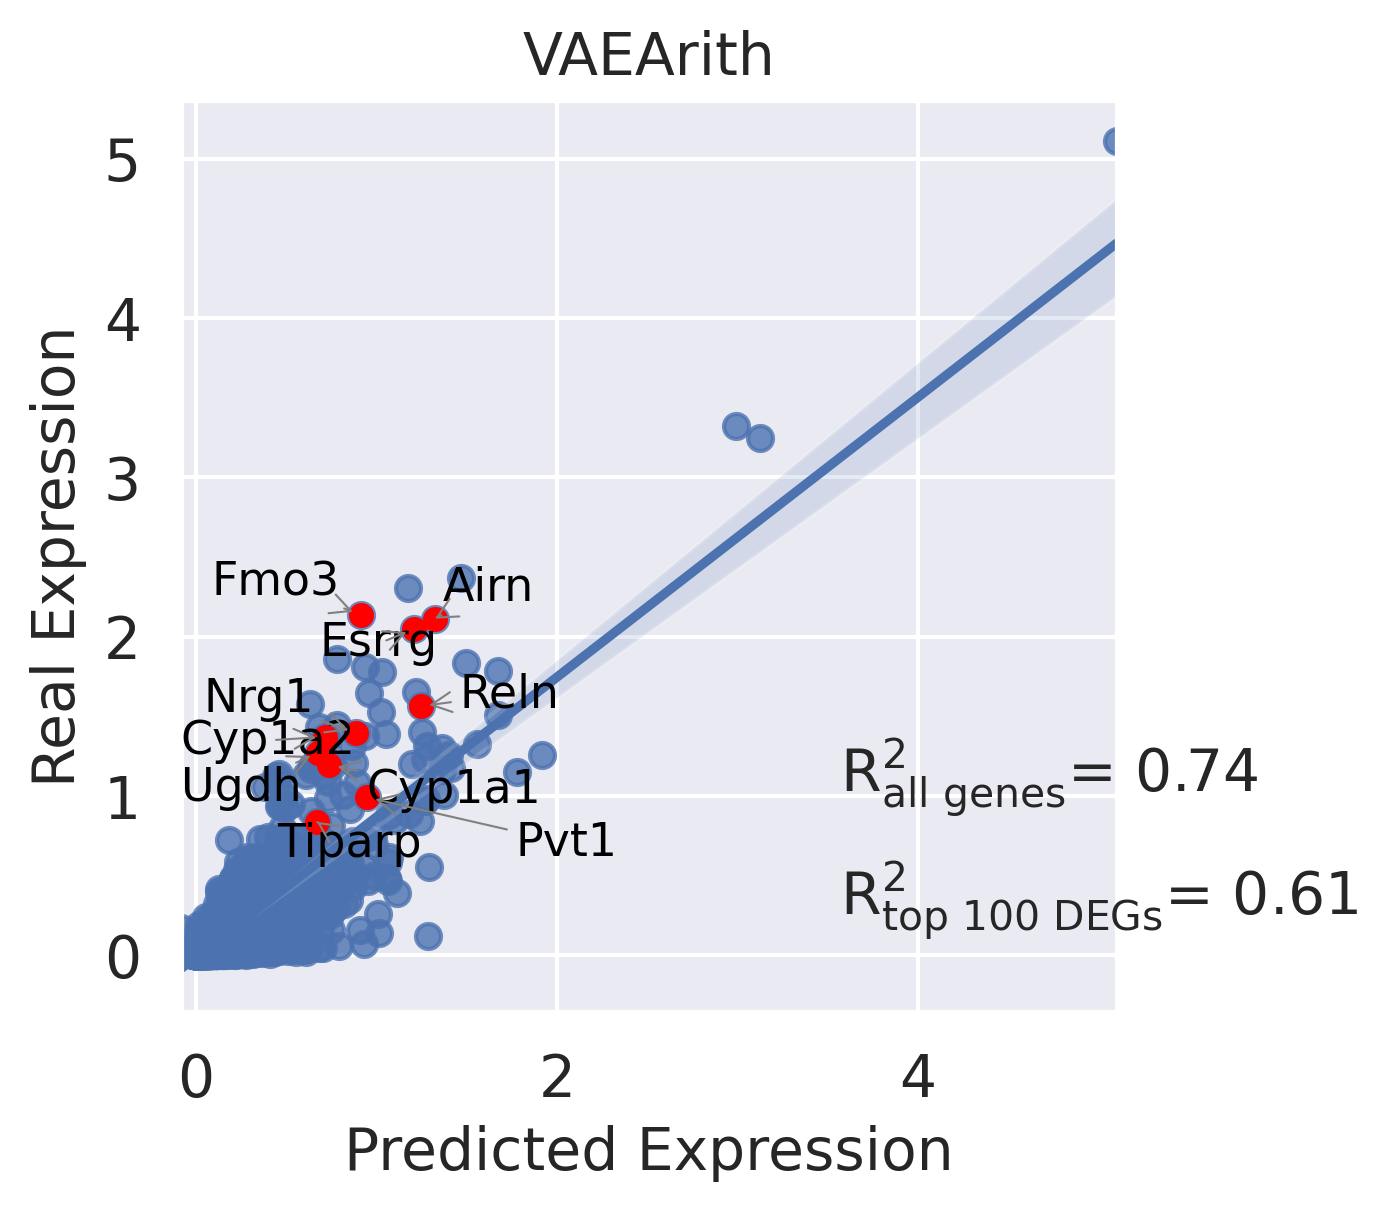 VAEArith
5
4
3
2
1
0
Real Expression
Fmo3
Airn
Esrrg
Nrg1
Reln
Cyp1a2
Ugdh
Cyp1a1
Tiparp
Pvt1
R²all genes = 0.74
R²top 100 DEGs = 0.61
0 2 4
Predicted Expression